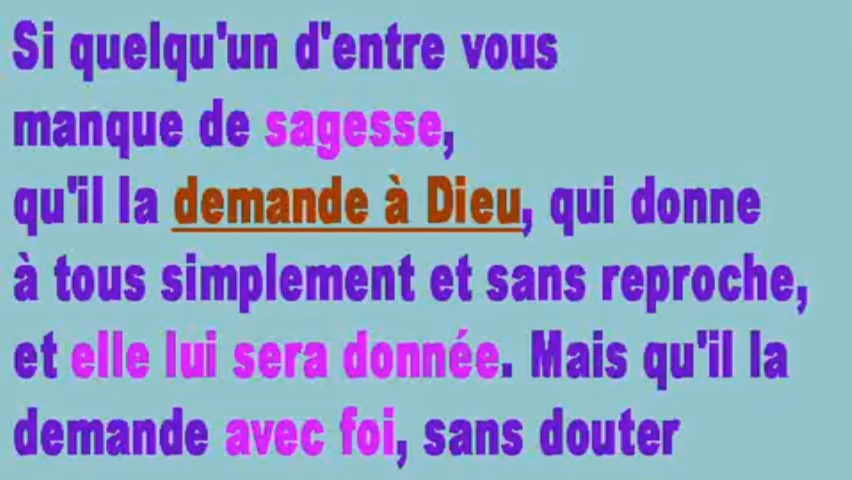 Si quelqu'un d'entre vous
manque de sagesse,
qu'il la demande à Dieu, qui donne
à tous simplement et sans reproche,
et elle lui sera donnée. Mais qu'il la
demande avec foi, sans douter